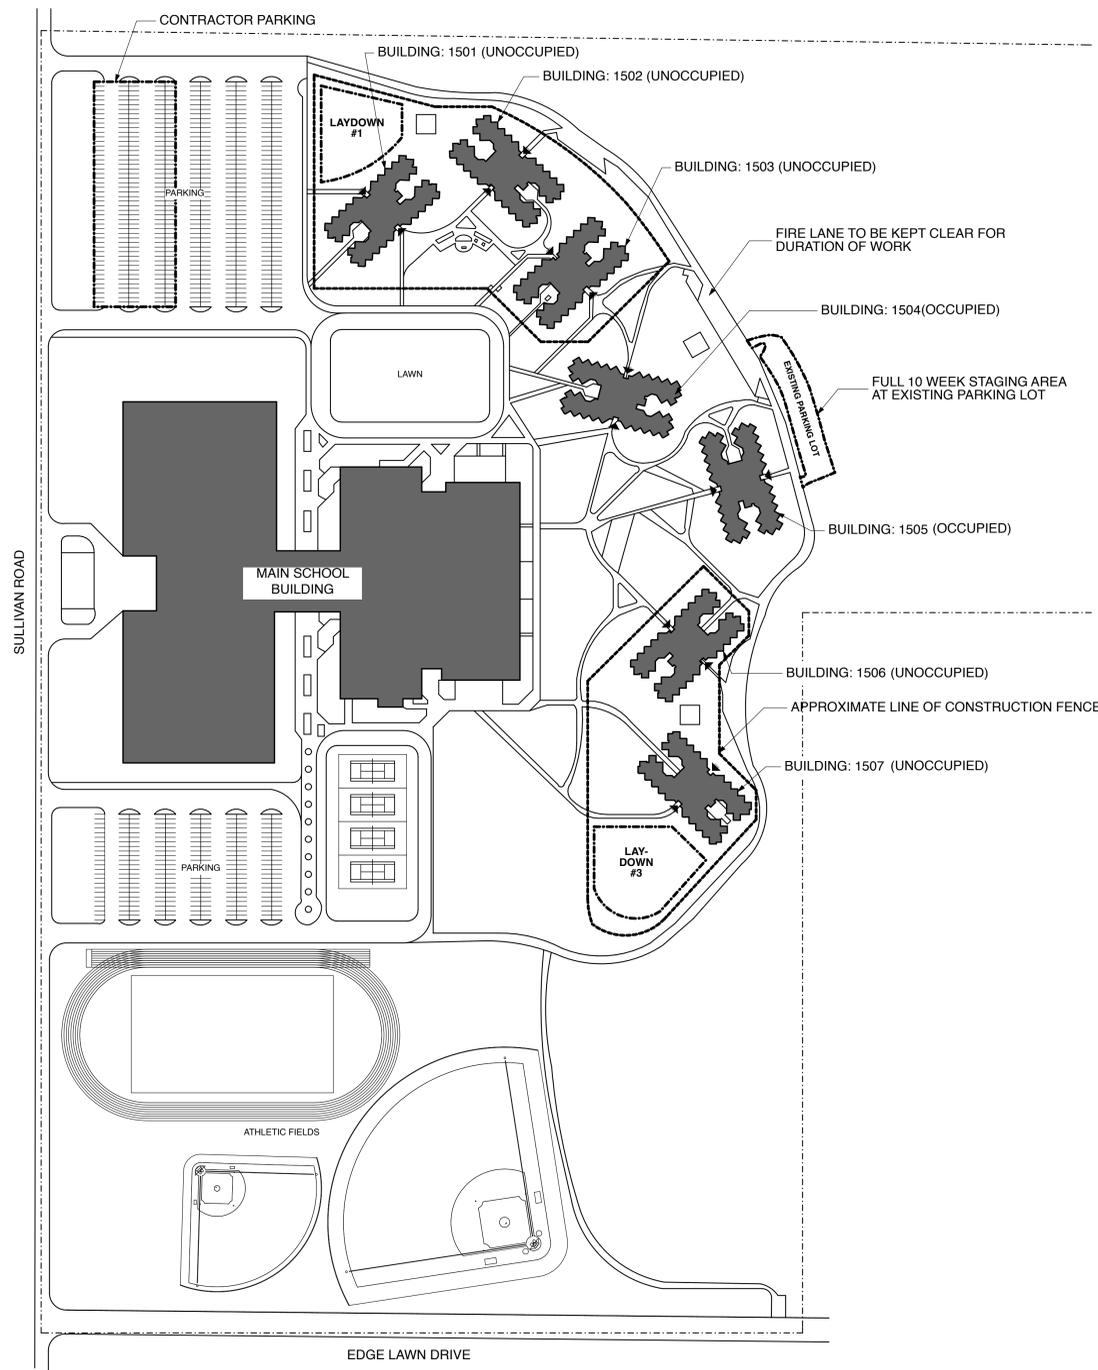 CONTRACTOR PARKING
BUILDING: 1501 (UNOCCUPIED)
BUILDING: 1502 (UNOCCUPIED)
LAYDOWN
#1
BUILDING: 1503 (UNOCCUPIED)
PARKING
FIRE LANE TO BE KEPT CLEAR FOR
DURATION OF WORK
BUILDING: 1504(OCCUPIED)
LAWN
EXISTING PARKING LOT
FULL 10 WEEK STAGING AREA
AT EXISTING PARKING LOT
BUILDING: 1505 (OCCUPIED)
SULLIVAN ROAD
MAIN SCHOOL
BUILDING
BUILDING: 1506 (UNOCCUPIED)
APPROXIMATE LINE OF CONSTRUCTION FENCE
BUILDING: 1507 (UNOCCUPIED)
LAY-
DOWN
#3
PARKING
ATHLETIC FIELDS
EDGE LAWN DRIVE